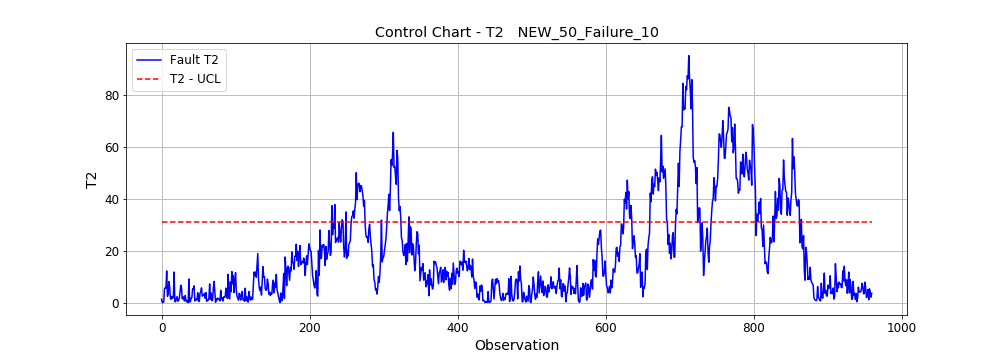 Control Chart - T2   NEW_50_Failure_10
Fault T2
T2 - UCL
80
60
40
20
0
T2
0 200 400 600 800 1000
Observation